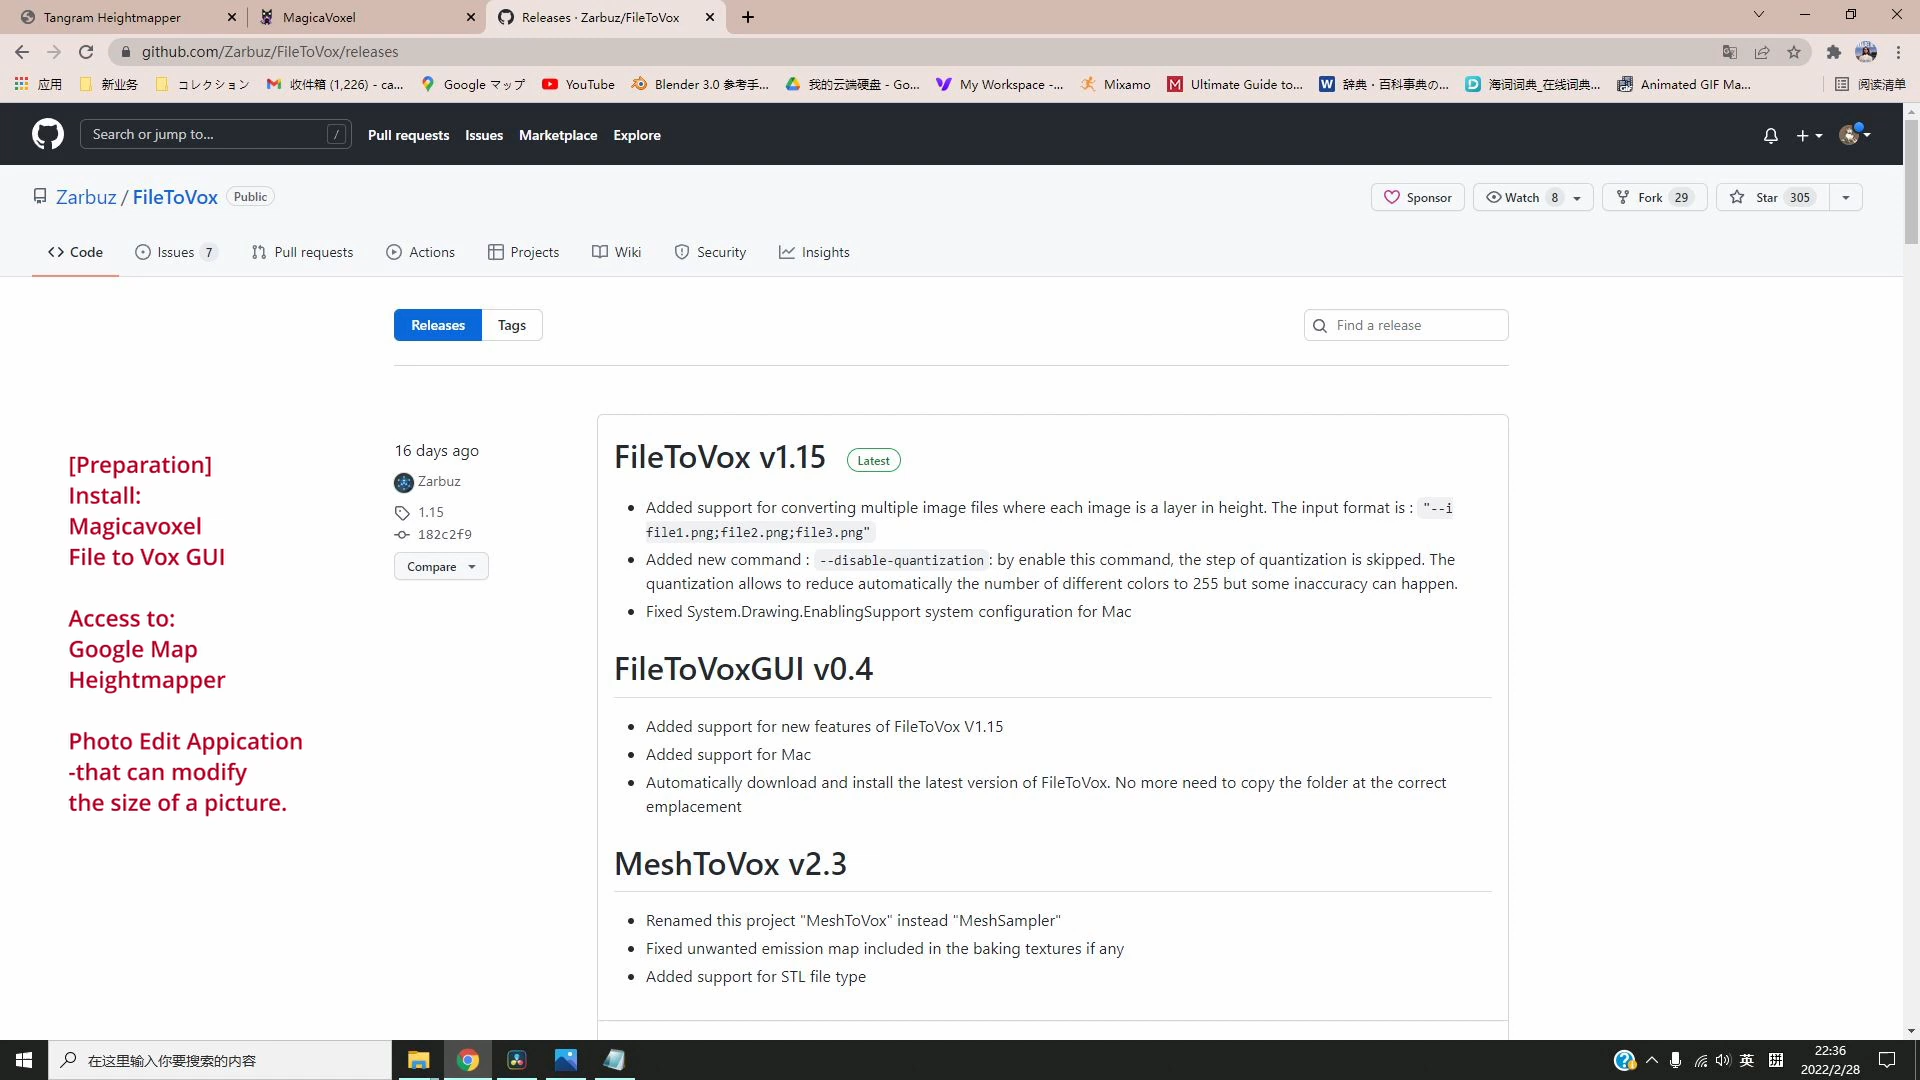 Tangram Heightmapper
MagicaVoxel
Releases · Zarbuz/FileToVox
github.com/Zarbuz/FileToVox/releases
应用
新业务
コレクション
收件箱 (1,226) - ca...
Google マップ
YouTube
Blender 3.0 参考手...
我的云端硬盘 - Go...
My Workspace -...
Mixamo
Ultimate Guide to...
辞典・百科事典の...
海词词典_在线词典...
Animated GIF Ma...
阅读清单
Search or jump to...
/
Pull requests
Issues
Marketplace
Explore
Zarbuz / FileToVox
Public
Sponsor
Watch 8
Fork 29
Star 305
Code
Issues 7
Pull requests
Actions
Projects
Wiki
Security
Insights
Releases
Tags
Find a release
[Preparation]
Install:
Magicavoxel
File to Vox GUI
Access to:
Google Map
Heightmapper
Photo Edit Appication
-that can modify
the size of a picture.
16 days ago
Zarbuz
1.15
182c2f9
Compare
FileToVox v1.15
Latest
Added support for converting multiple image files where each image is a layer in height. The input format is : "--i
file1.png;file2.png;file3.png"
Added new command : --disable-quantization : by enable this command, the step of quantization is skipped. The
quantization allows to reduce automatically the number of different colors to 255 but some inaccuracy can happen.
Fixed System.Drawing.EnablingSupport system configuration for Mac
FileToVoxGUI v0.4
Added support for new features of FileToVox V1.15
Added support for Mac
Automatically download and install the latest version of FileToVox. No more need to copy the folder at the correct
emplacement
MeshToVox v2.3
Renamed this project "MeshToVox" instead "MeshSampler"
Fixed unwanted emission map included in the baking textures if any
Added support for STL file type
在这里输入你要搜索的内容
英
拼
22:36
2022/2/28